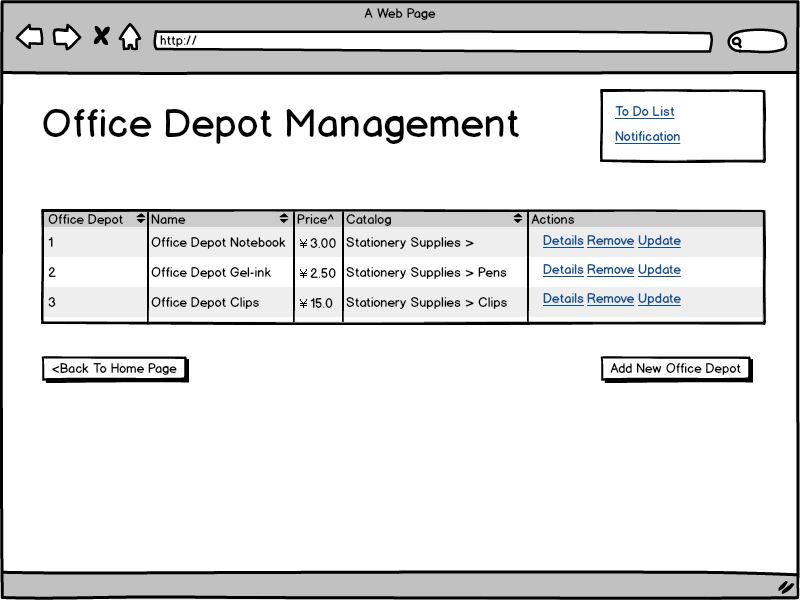 A Web Page
http://
Office Depot Management
To Do List
Notification
Office Depot Name Price^ Catalog Actions
1 Office Depot Notebook ¥3.00 Stationery Supplies > Details Remove Update
2 Office Depot Gel-ink ¥2.50 Stationery Supplies > Pens Details Remove Update
3 Office Depot Clips ¥15.0 Stationery Supplies > Clips Details Remove Update
<Back To Home Page
Add New Office Depot